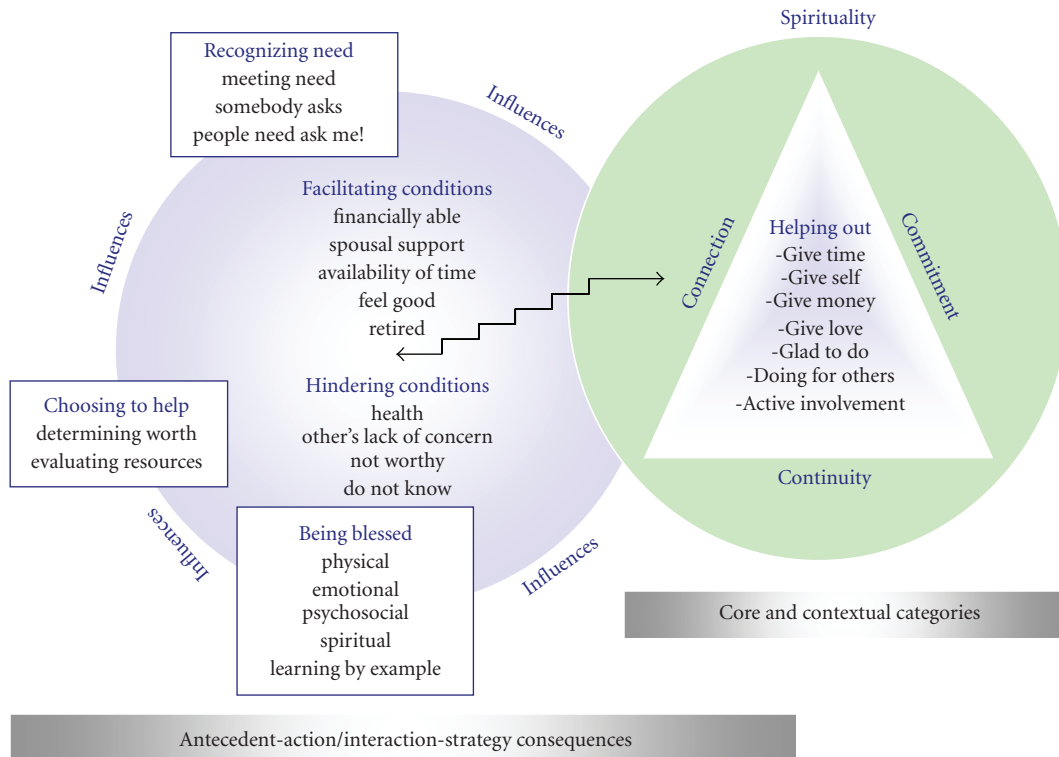 Recognizing need
meeting need
somebody asks
people need ask me!
Influences
Influences
Facilitating conditions
financially able
spousal support
availability of time
feel good
retired
Hindering conditions
health
other's lack of concern
not worthy
do not know
Choosing to help
determining worth
evaluating resources
Influences
Being blessed
physical
emotional
psychosocial
spiritual
learning by example
Influences
Antecedent-action/interaction-strategy consequences
Spirituality
Connection
Commitment
Helping out
-Give time
-Give self
-Give money
-Give love
-Glad to do
-Doing for others
-Active involvement
Continuity
Core and contextual categories